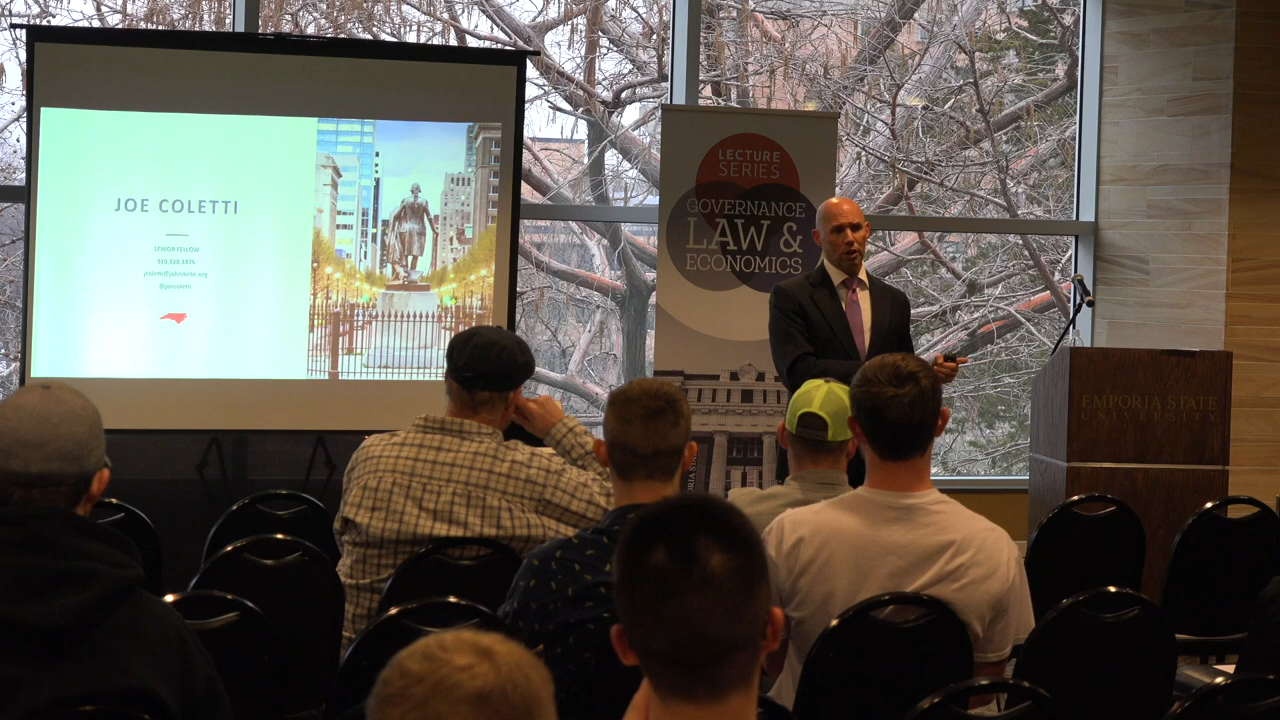 JOE COLETTI
SENIOR FELLOW
919.828.3876
jcoletti@johnlocke.org
@joecoletti
LECTURE
SERIES
GOVERNANCE
LAW &
ECONOMICS
EMPORIA STATE
UNIVERSITY